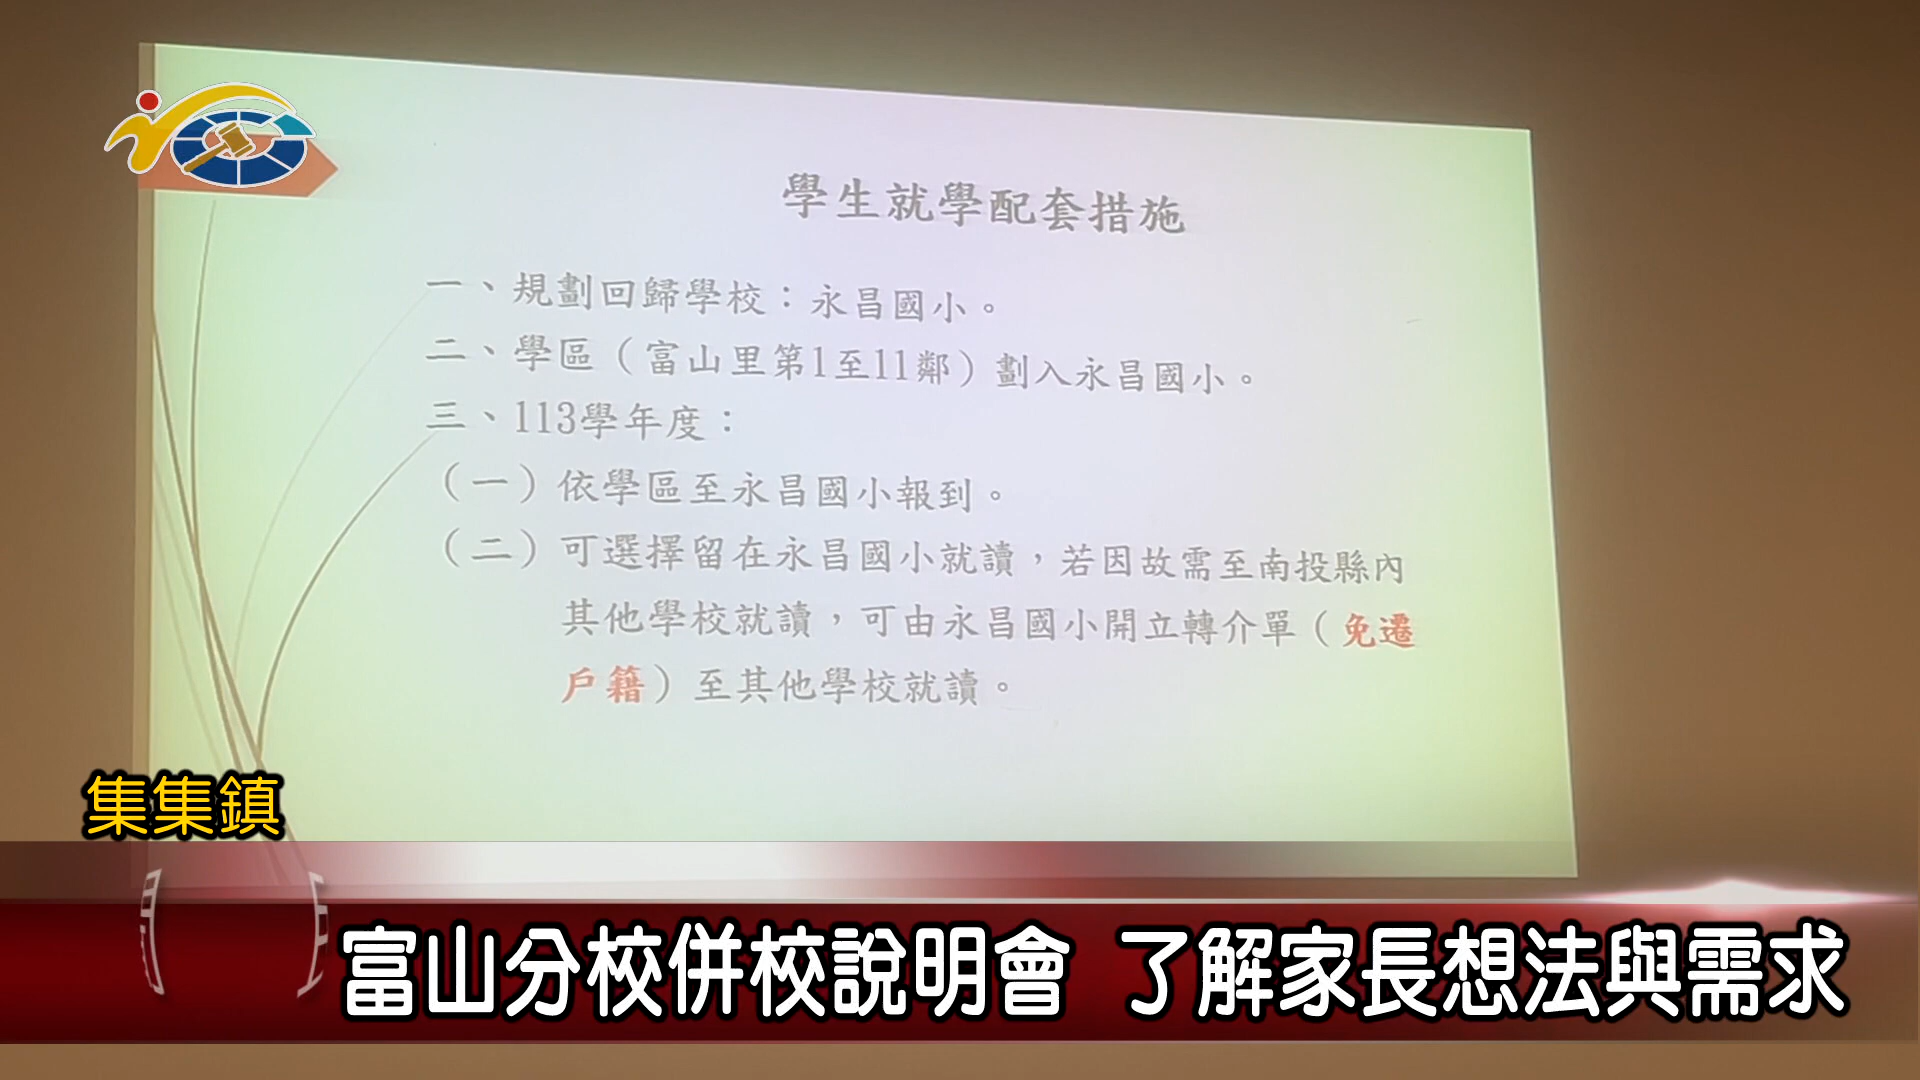 學生就學配套措施
一、規劃回歸學校：永昌國小。
二、學區（富山里第1至11鄰）劃入永昌國小。
三、113學年度：
（一）依學區至永昌國小報到。
（二）可選擇留在永昌國小就讀，若因故需至南投縣內
其他學校就讀，可由永昌國小開立轉介單（免遷
戶籍）至其他學校就讀。
集集鎮
富山分校併校說明會 了解家長想法與需求